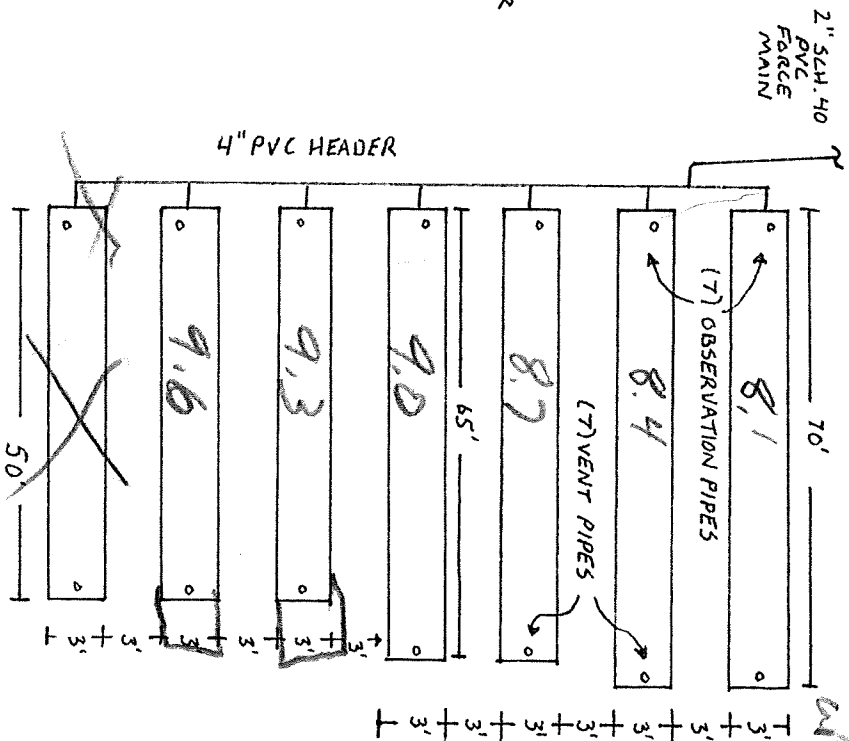 2" SCH. 40
PVC
FORCE
MAIN
4" PVC HEADER
70'
(7) OBSERVATION PIPES
8.1
8.4
(7) VENT PIPES
8.7
65'
9.0
9.3
9.6
50'
3' 3' 3' 3' 3' 3'
3' 3' 3' 3' 3' 3' 3'